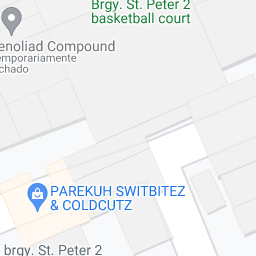 Brgy. St. Peter 2
basketball court
enoliad Compound
emporariamente
chado
PAREKUH SWITBITEZ
& COLDCUTZ
brgy. St. Peter 2